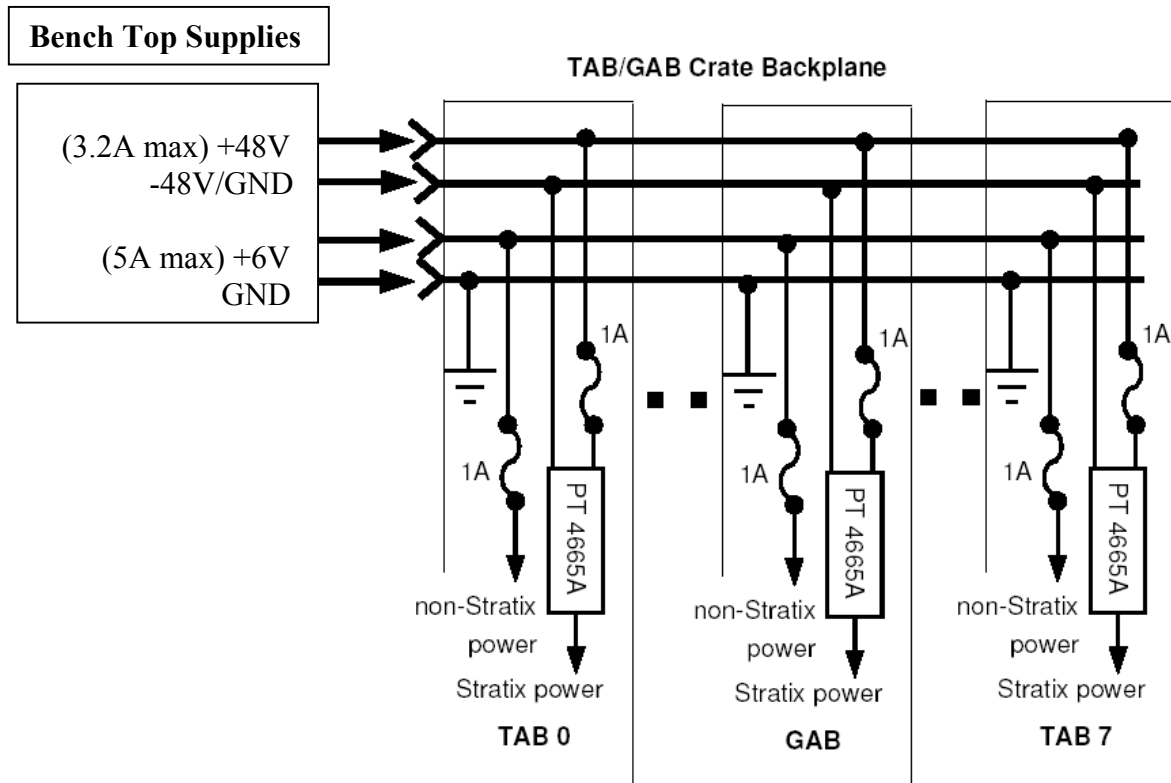 Bench Top Supplies
TAB/GAB Crate Backplane
(3.2A max) +48V
-48V/GND
(5A max) +6V
GND
1A
1A
1A
1A
1A
1A
PT 4665A
PT 4665A
PT 4665A
non-Stratix
power
Stratix power
TAB 0
non-Stratix
power
Stratix power
GAB
non-Stratix
power
Stratix power
TAB 7